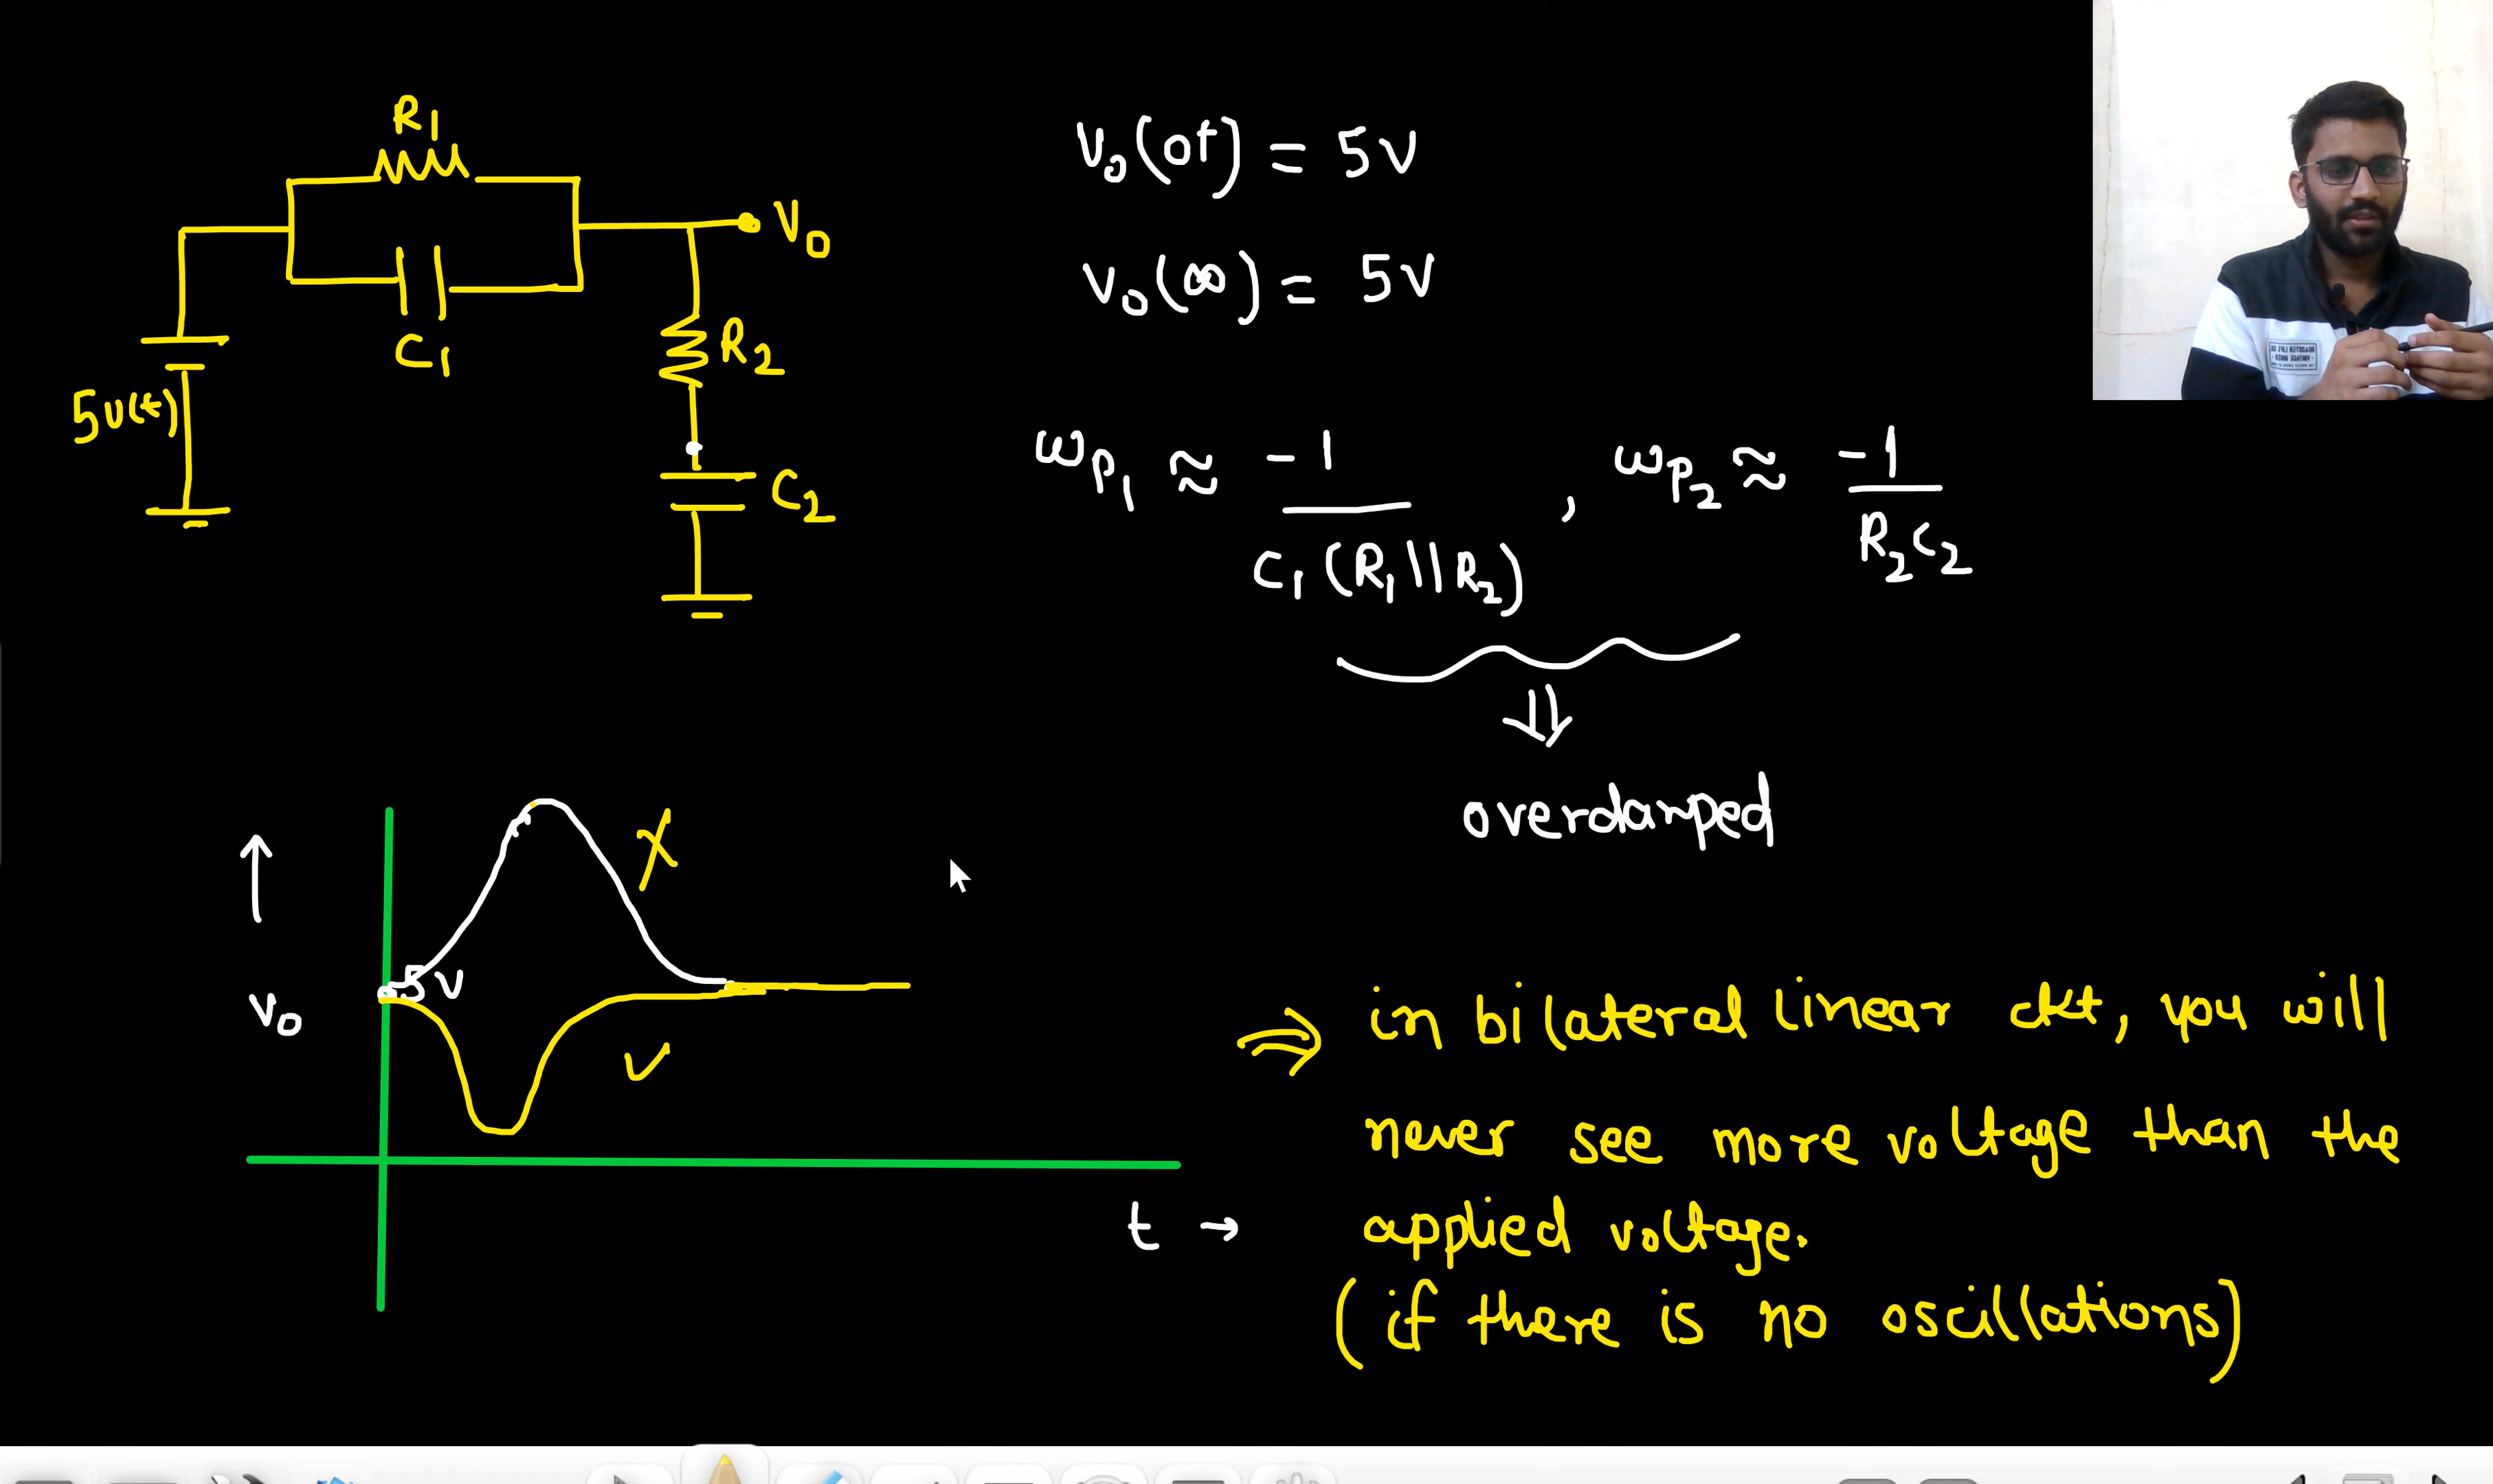 R1
C1
5u(t)
Vo
R2
C2
Vo(0+) = 5V
Vo(∞) = 5V
ωp1 ≈ -1 / C1 (R1||R2) , ωp2 ≈ -1 / R2C2
⇓
overdamped
↑
Vo
5V
X
✓
t →
⇒ in bilateral linear ckt, you will
never see more voltage than the
applied voltage.
(if there is no oscillations)